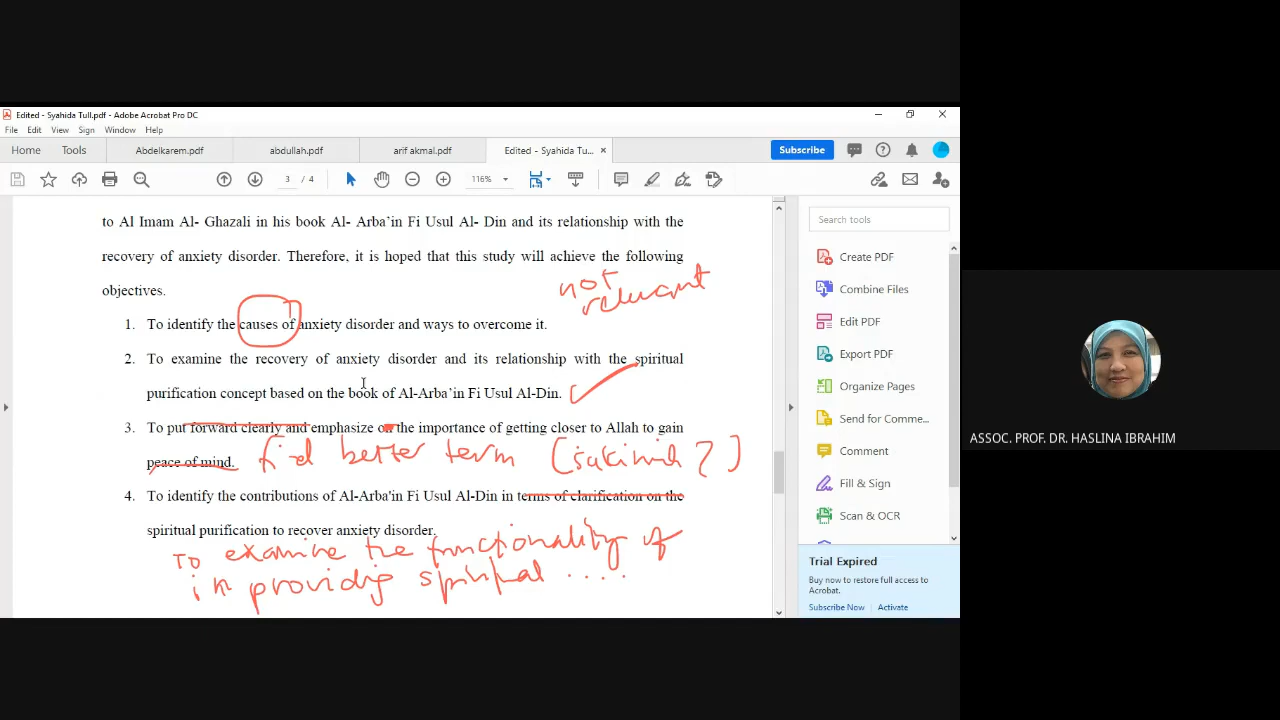 Edited - Syahida Tull.pdf - Adobe Acrobat Pro DC
File Edit View Sign Window Help
Home Tools Abdelkarem.pdf abdullah.pdf arif akmal.pdf Edited - Syahida Tu... × Subscribe
3 / 4 116%
to Al Imam Al- Ghazali in his book Al- Arba’in Fi Usul Al- Din and its relationship with the
recovery of anxiety disorder. Therefore, it is hoped that this study will achieve the following
objectives.
not
relevant
1. To identify the causes of anxiety disorder and ways to overcome it.
2. To examine the recovery of anxiety disorder and its relationship with the spiritual
purification concept based on the book of Al-Arba’in Fi Usul Al-Din.
3. To put forward clearly and emphasize on the importance of getting closer to Allah to gain
peace of mind. find better term (sakinah ?)
4. To identify the contributions of Al-Arba'in Fi Usul Al-Din in terms of clarification on the
spiritual purification to recover anxiety disorder.
To examine the functionality of
in providig spiritual ....
Search tools
Create PDF
Combine Files
Edit PDF
Export PDF
Organize Pages
Send for Comme...
Comment
Fill & Sign
Scan & OCR
Trial Expired
Buy now to restore full access to
Acrobat.
Subscribe Now Activate
ASSOC. PROF. DR. HASLINA IBRAHIM